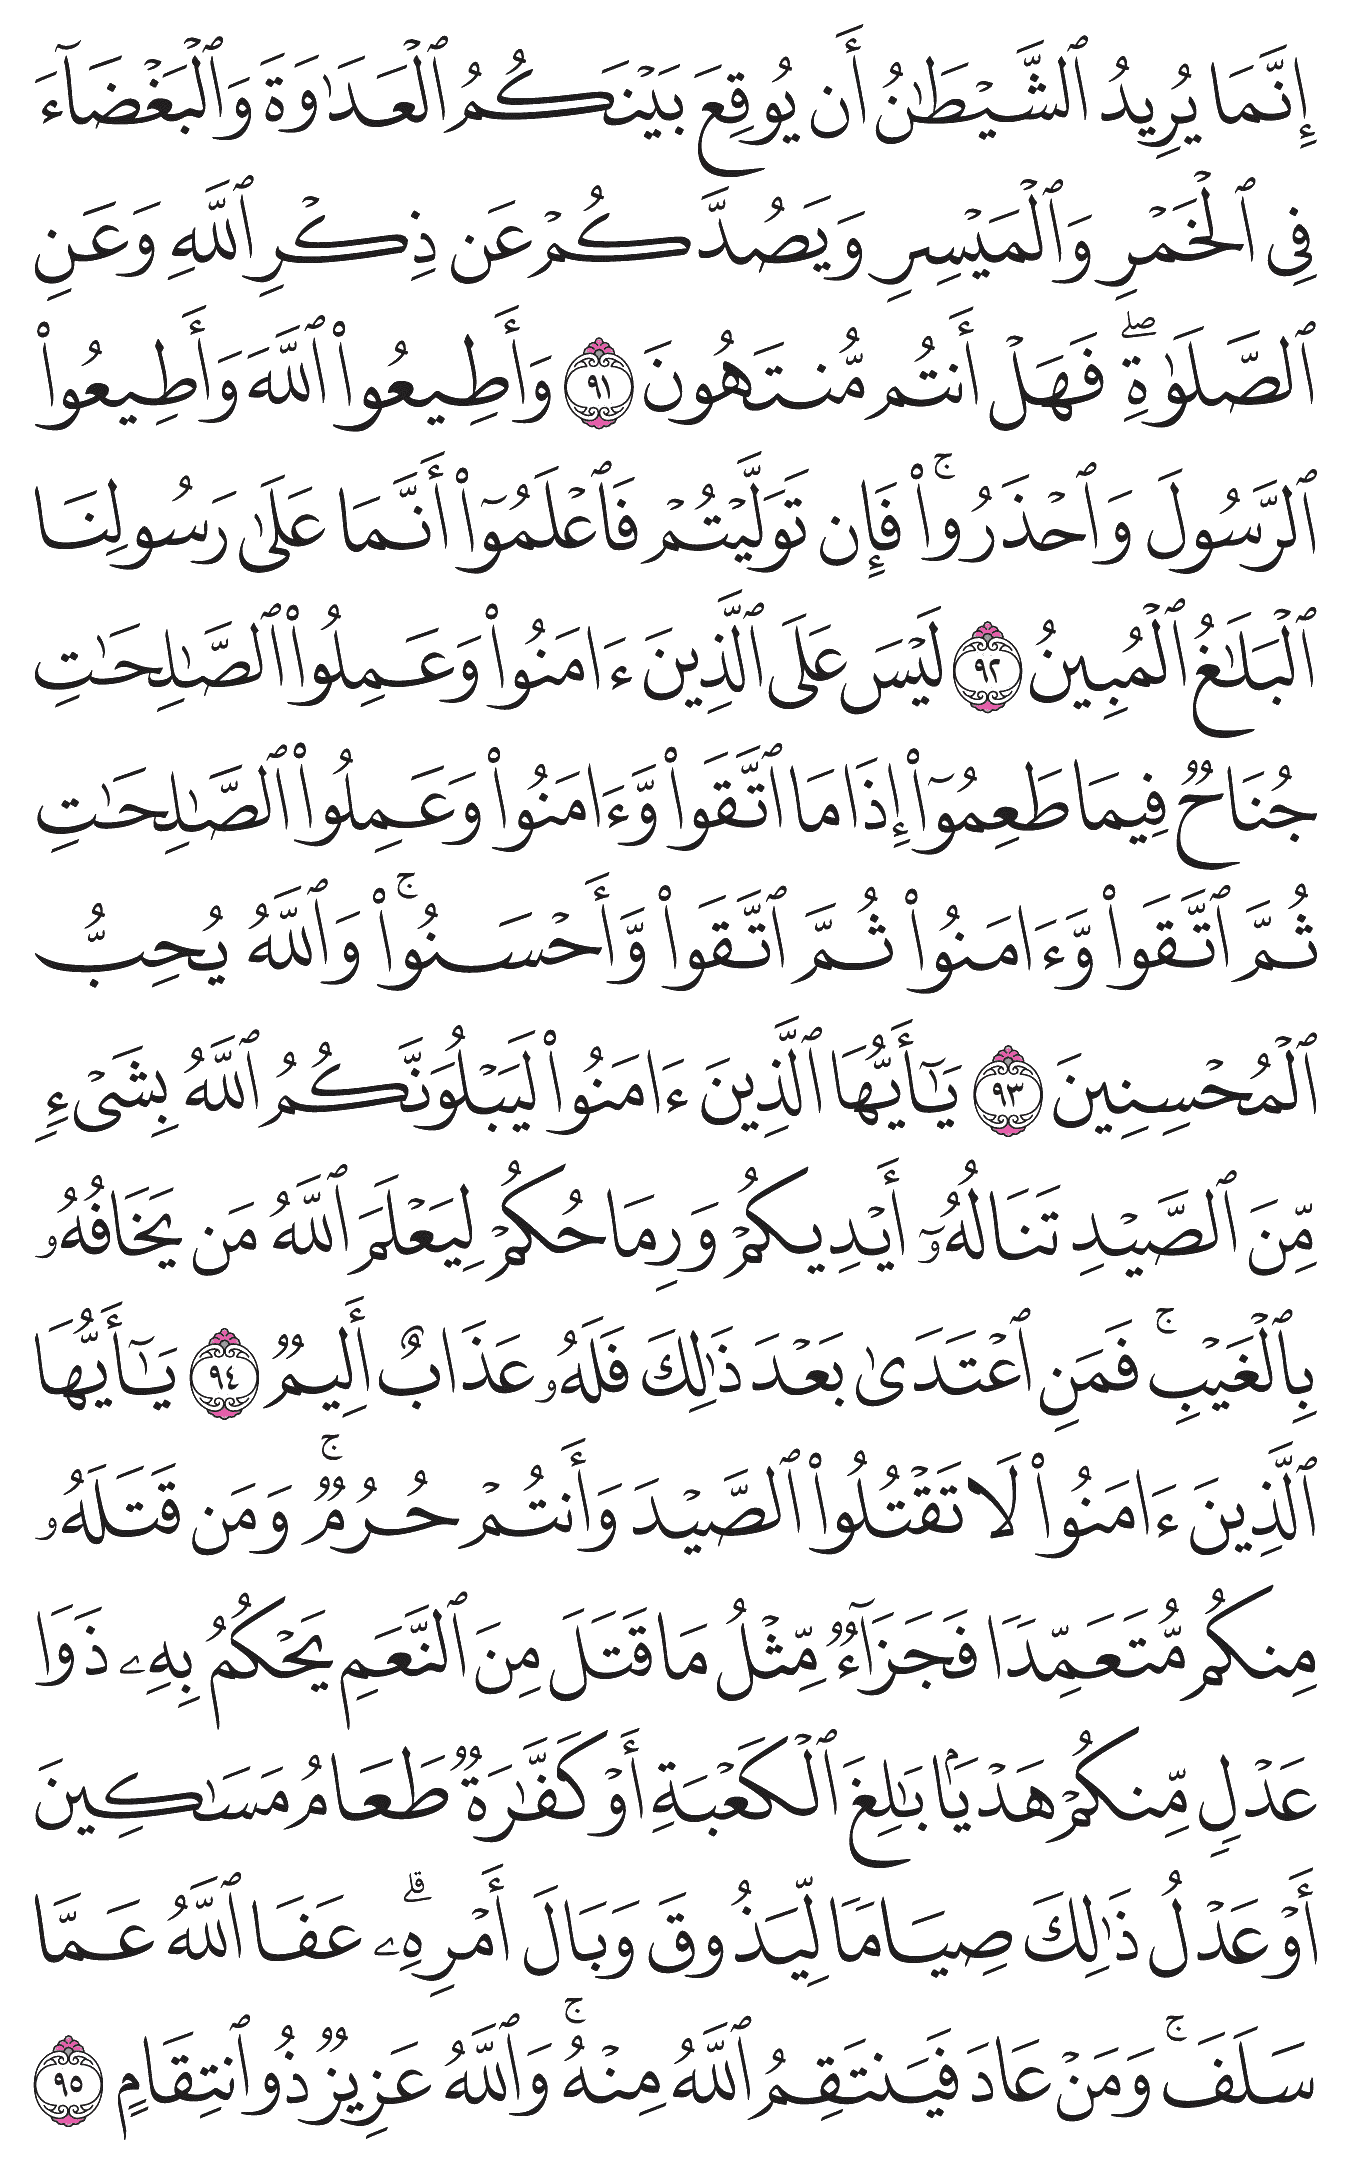 إِنَّمَا يُرِيدُ ٱلشَّيۡطَٰنُ أَن يُوقِعَ بَيۡنَكُمُ ٱلۡعَدَٰوَةَ وَٱلۡبَغۡضَآءَ
فِي ٱلۡخَمۡرِ وَٱلۡمَيۡسِرِ وَيَصُدَّكُمۡ عَن ذِكۡرِ ٱللَّهِ وَعَنِ
ٱلصَّلَوٰةِۖ فَهَلۡ أَنتُم مُّنتَهُونَ ٩١ وَأَطِيعُواْ ٱللَّهَ وَأَطِيعُواْ
ٱلرَّسُولَ وَٱحۡذَرُواْۚ فَإِن تَوَلَّيۡتُمۡ فَٱعۡلَمُوٓاْ أَنَّمَا عَلَىٰ رَسُولِنَا
ٱلۡبَلَٰغُ ٱلۡمُبِينُ ٩٢ لَيۡسَ عَلَى ٱلَّذِينَ ءَامَنُواْ وَعَمِلُواْ ٱلصَّٰلِحَٰتِ
جُنَاحٞ فِيمَا طَعِمُوٓاْ إِذَا مَا ٱتَّقَواْ وَّءَامَنُواْ وَعَمِلُواْ ٱلصَّٰلِحَٰتِ
ثُمَّ ٱتَّقَواْ وَّءَامَنُواْ ثُمَّ ٱتَّقَواْ وَّأَحۡسَنُواْۚ وَٱللَّهُ يُحِبُّ
ٱلۡمُحۡسِنِينَ ٩٣ يَٰٓأَيُّهَا ٱلَّذِينَ ءَامَنُواْ لَيَبۡلُوَنَّكُمُ ٱللَّهُ بِشَيۡءٖ
مِّنَ ٱلصَّيۡدِ تَنَالُهُۥٓ أَيۡدِيكُمۡ وَرِمَاحُكُمۡ لِيَعۡلَمَ ٱللَّهُ مَن يَخَافُهُۥ
بِٱلۡغَيۡبِۚ فَمَنِ ٱعۡتَدَىٰ بَعۡدَ ذَٰلِكَ فَلَهُۥ عَذَابٌ أَلِيمٞ ٩٤ يَٰٓأَيُّهَا
ٱلَّذِينَ ءَامَنُواْ لَا تَقۡتُلُواْ ٱلصَّيۡدَ وَأَنتُمۡ حُرُمٞۚ وَمَن قَتَلَهُۥ
مِنكُم مُّتَعَمِّدٗا فَجَزَآءٞ مِّثۡلُ مَا قَتَلَ مِنَ ٱلنَّعَمِ يَحۡكُمُ بِهِۦ ذَوَا
عَدۡلٖ مِّنكُمۡ هَدۡيَۢا بَٰلِغَ ٱلۡكَعۡبَةِ أَوۡ كَفَّٰرَةٞ طَعَامُ مَسَٰكِينَ
أَوۡ عَدۡلُ ذَٰلِكَ صِيَامٗا لِّيَذُوقَ وَبَالَ أَمۡرِهِۦۗ عَفَا ٱللَّهُ عَمَّا
سَلَفَۚ وَمَنۡ عَادَ فَيَنتَقِمُ ٱللَّهُ مِنۡهُۚ وَٱللَّهُ عَزِيزٞ ذُو ٱنتِقَامٍ ٩٥